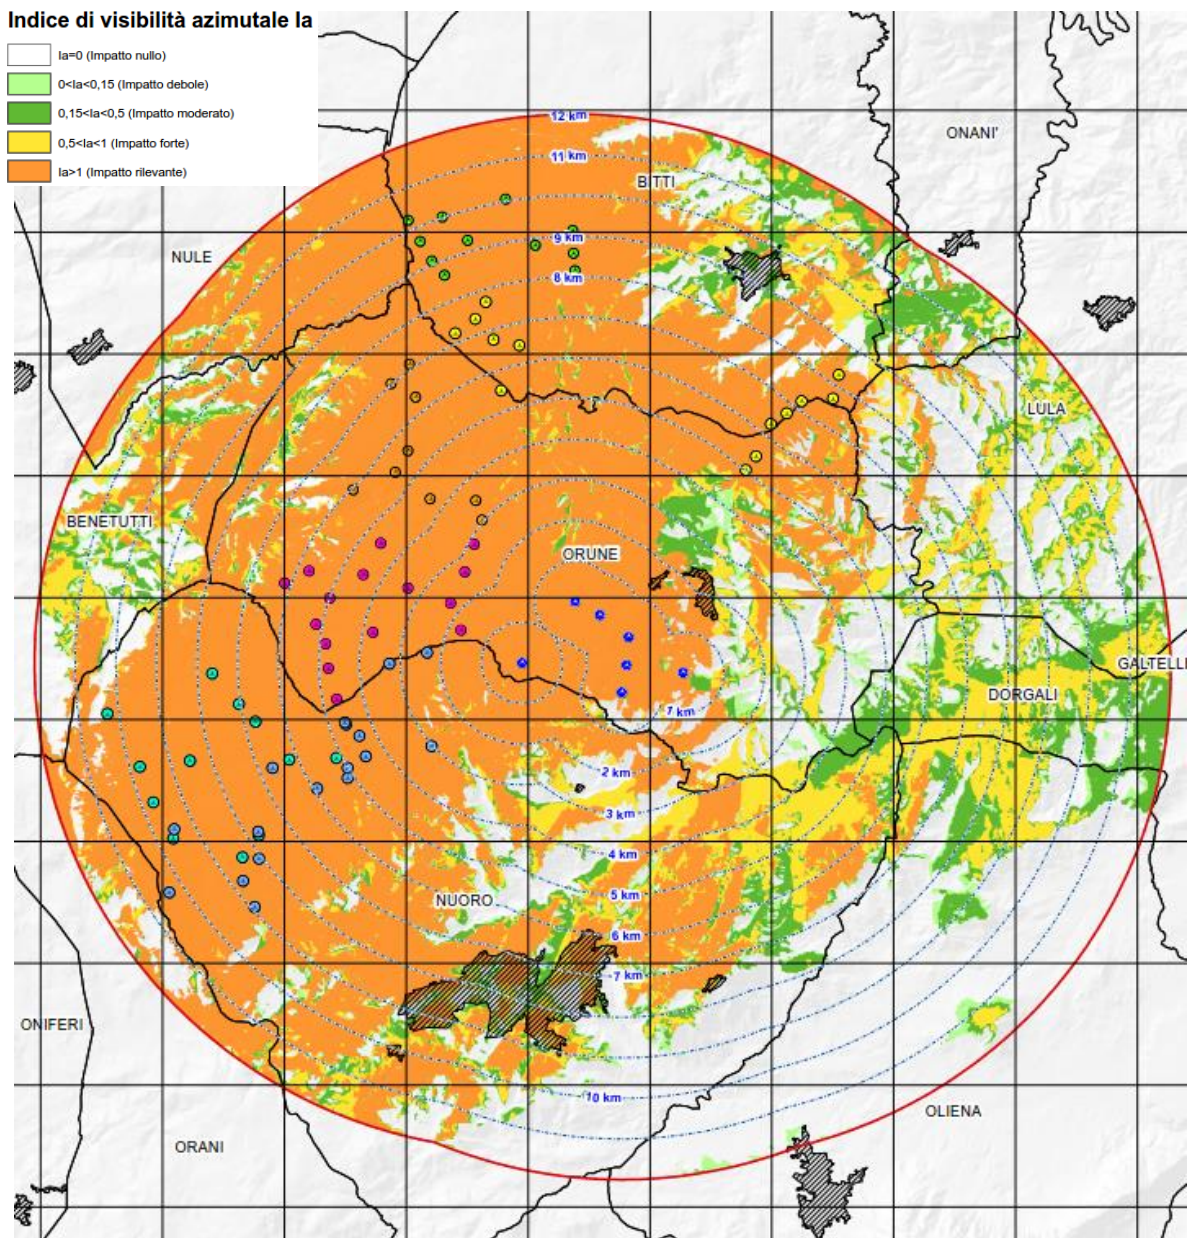 Indice di visibilità azimutale Ia
Ia=0 (Impatto nullo)
0<Ia<0,15 (Impatto debole)
0,15<Ia<0,5 (Impatto moderato)
0,5<Ia<1 (Impatto forte)
Ia>1 (Impatto rilevante)
12 km
ONANI'
11 km
BITTI
9 km
NULE
8 km
LULA
BENETUTTI
ORUNE
GALTELLI
DORGALI
1 km
2 km
3 km
4 km
5 km
NUORO
6 km
7 km
ONIFERI
10 km
OLIENA
ORANI